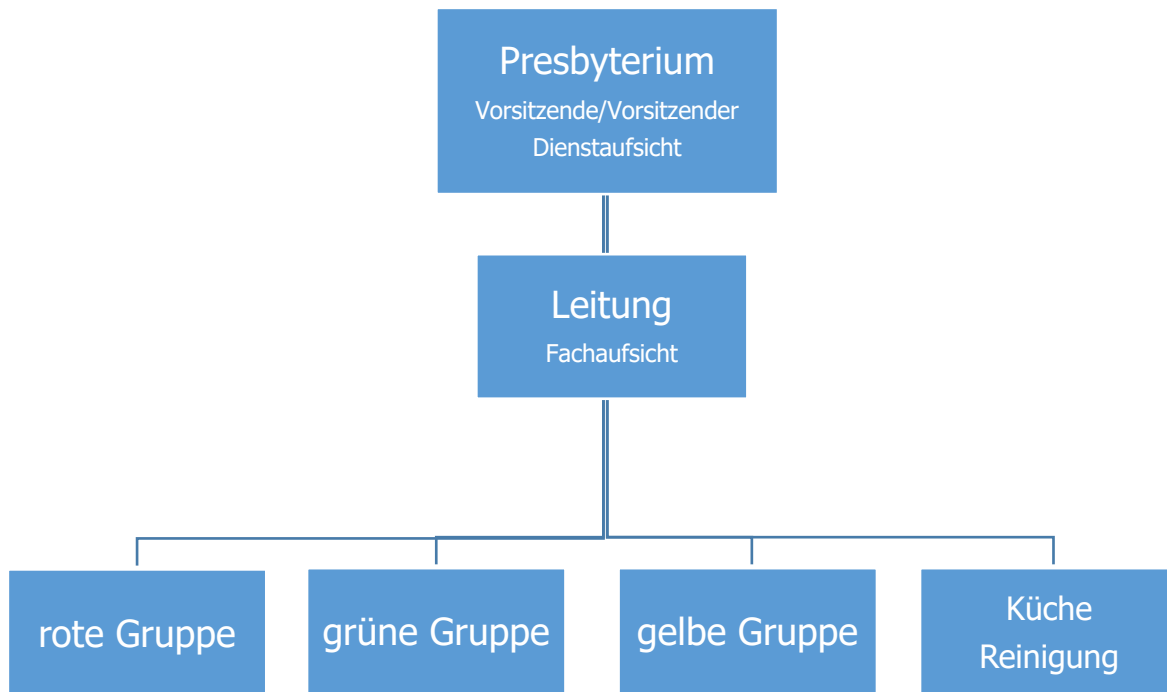 Presbyterium
Vorsitzende/Vorsitzender
Dienstaufsicht
Leitung
Fachaufsicht
rote Gruppe
grüne Gruppe
gelbe Gruppe
Küche
Reinigung